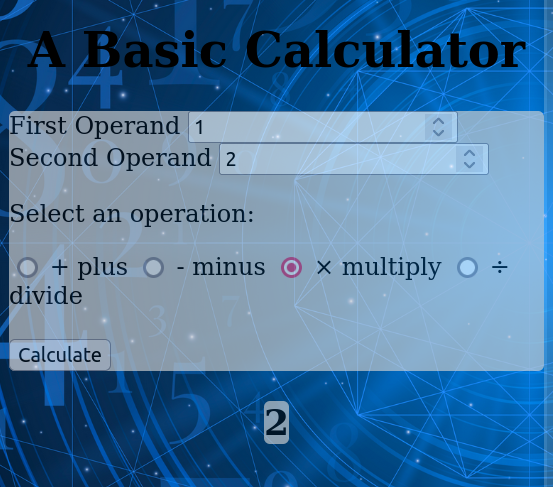 A Basic Calculator
First Operand 1
Second Operand 2
Select an operation:
+ plus - minus × multiply ÷
divide
Calculate
2